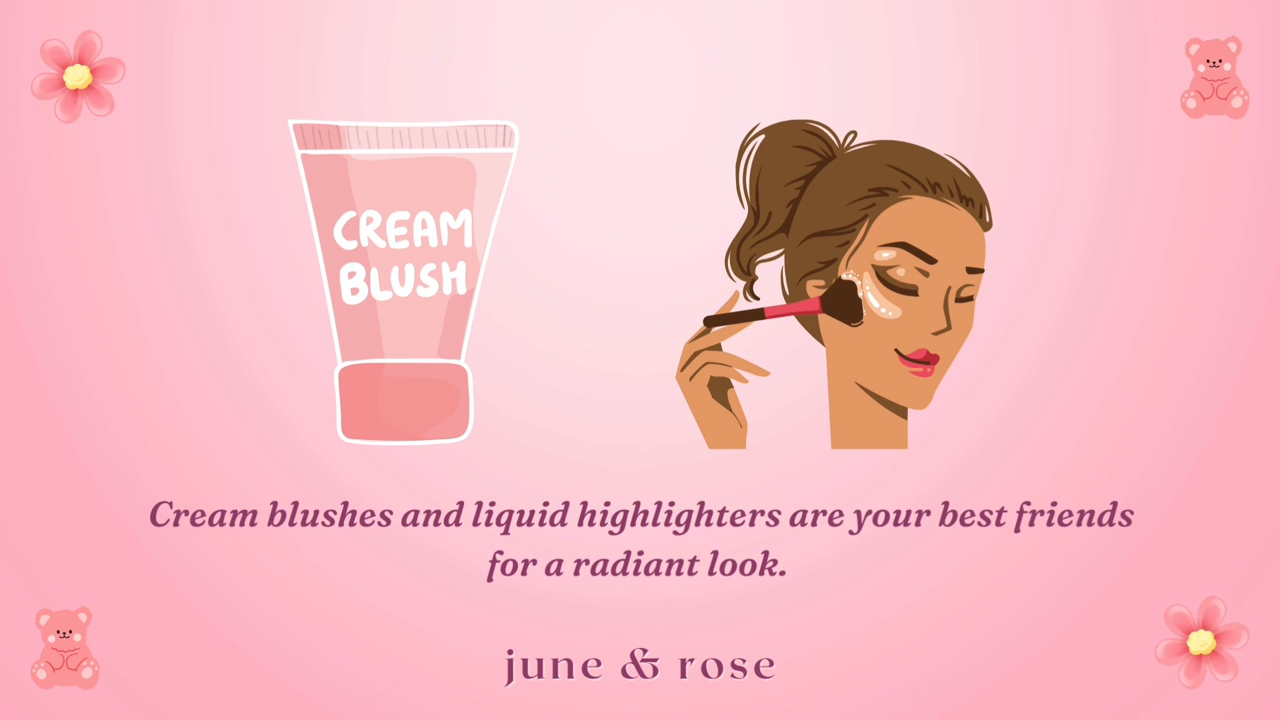 CREAM
BLUSH
Cream blushes and liquid highlighters are your best friends
for a radiant look.
june & rose